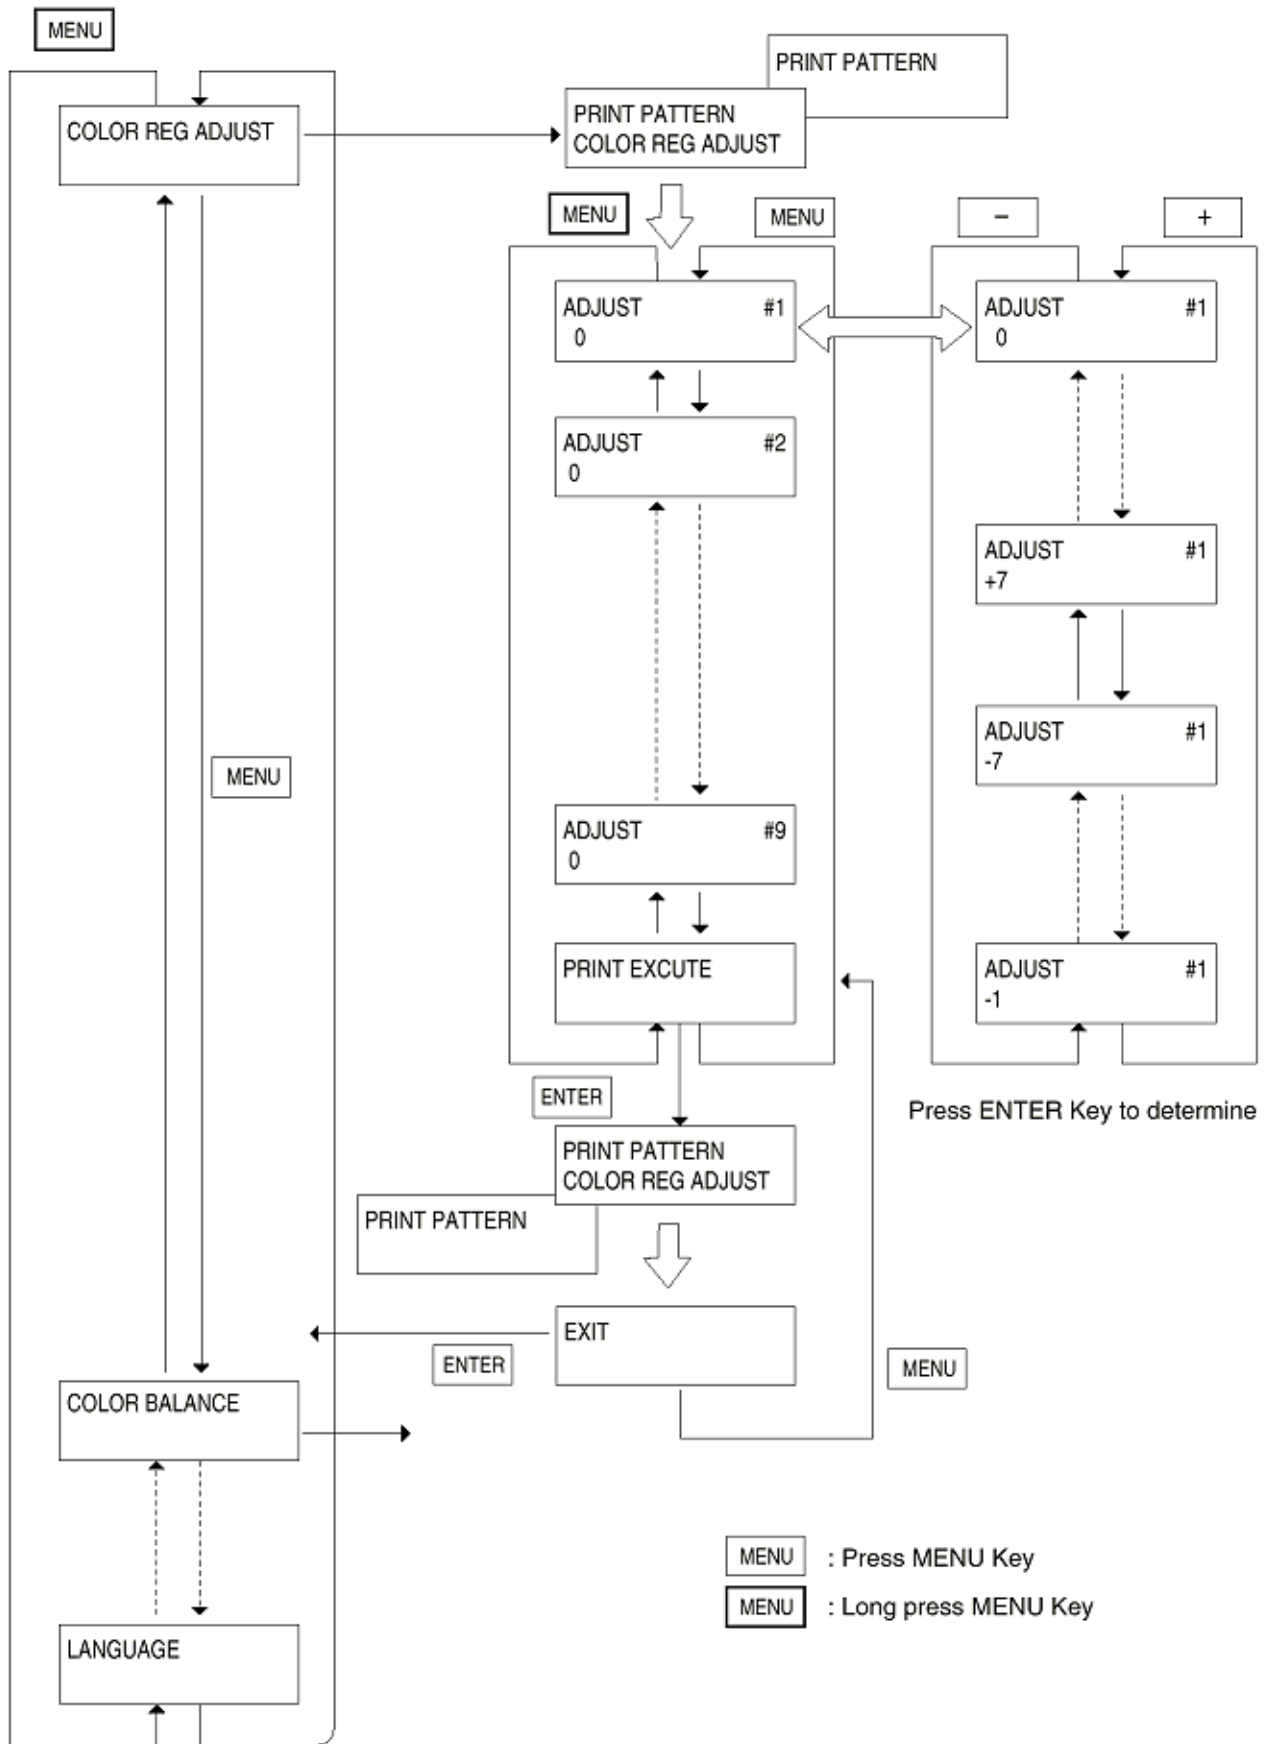 MENU
PRINT PATTERN
PRINT PATTERN
COLOR REG ADJUST
COLOR REG ADJUST
MENU
MENU
–
+
ADJUST #1
0
ADJUST #1
0
ADJUST #2
0
ADJUST #1
+7
ADJUST #1
-7
MENU
ADJUST #9
0
PRINT EXCUTE
ADJUST #1
-1
ENTER
Press ENTER Key to determine
PRINT PATTERN
COLOR REG ADJUST
PRINT PATTERN
EXIT
ENTER
MENU
COLOR BALANCE
MENU : Press MENU Key
MENU : Long press MENU Key
LANGUAGE